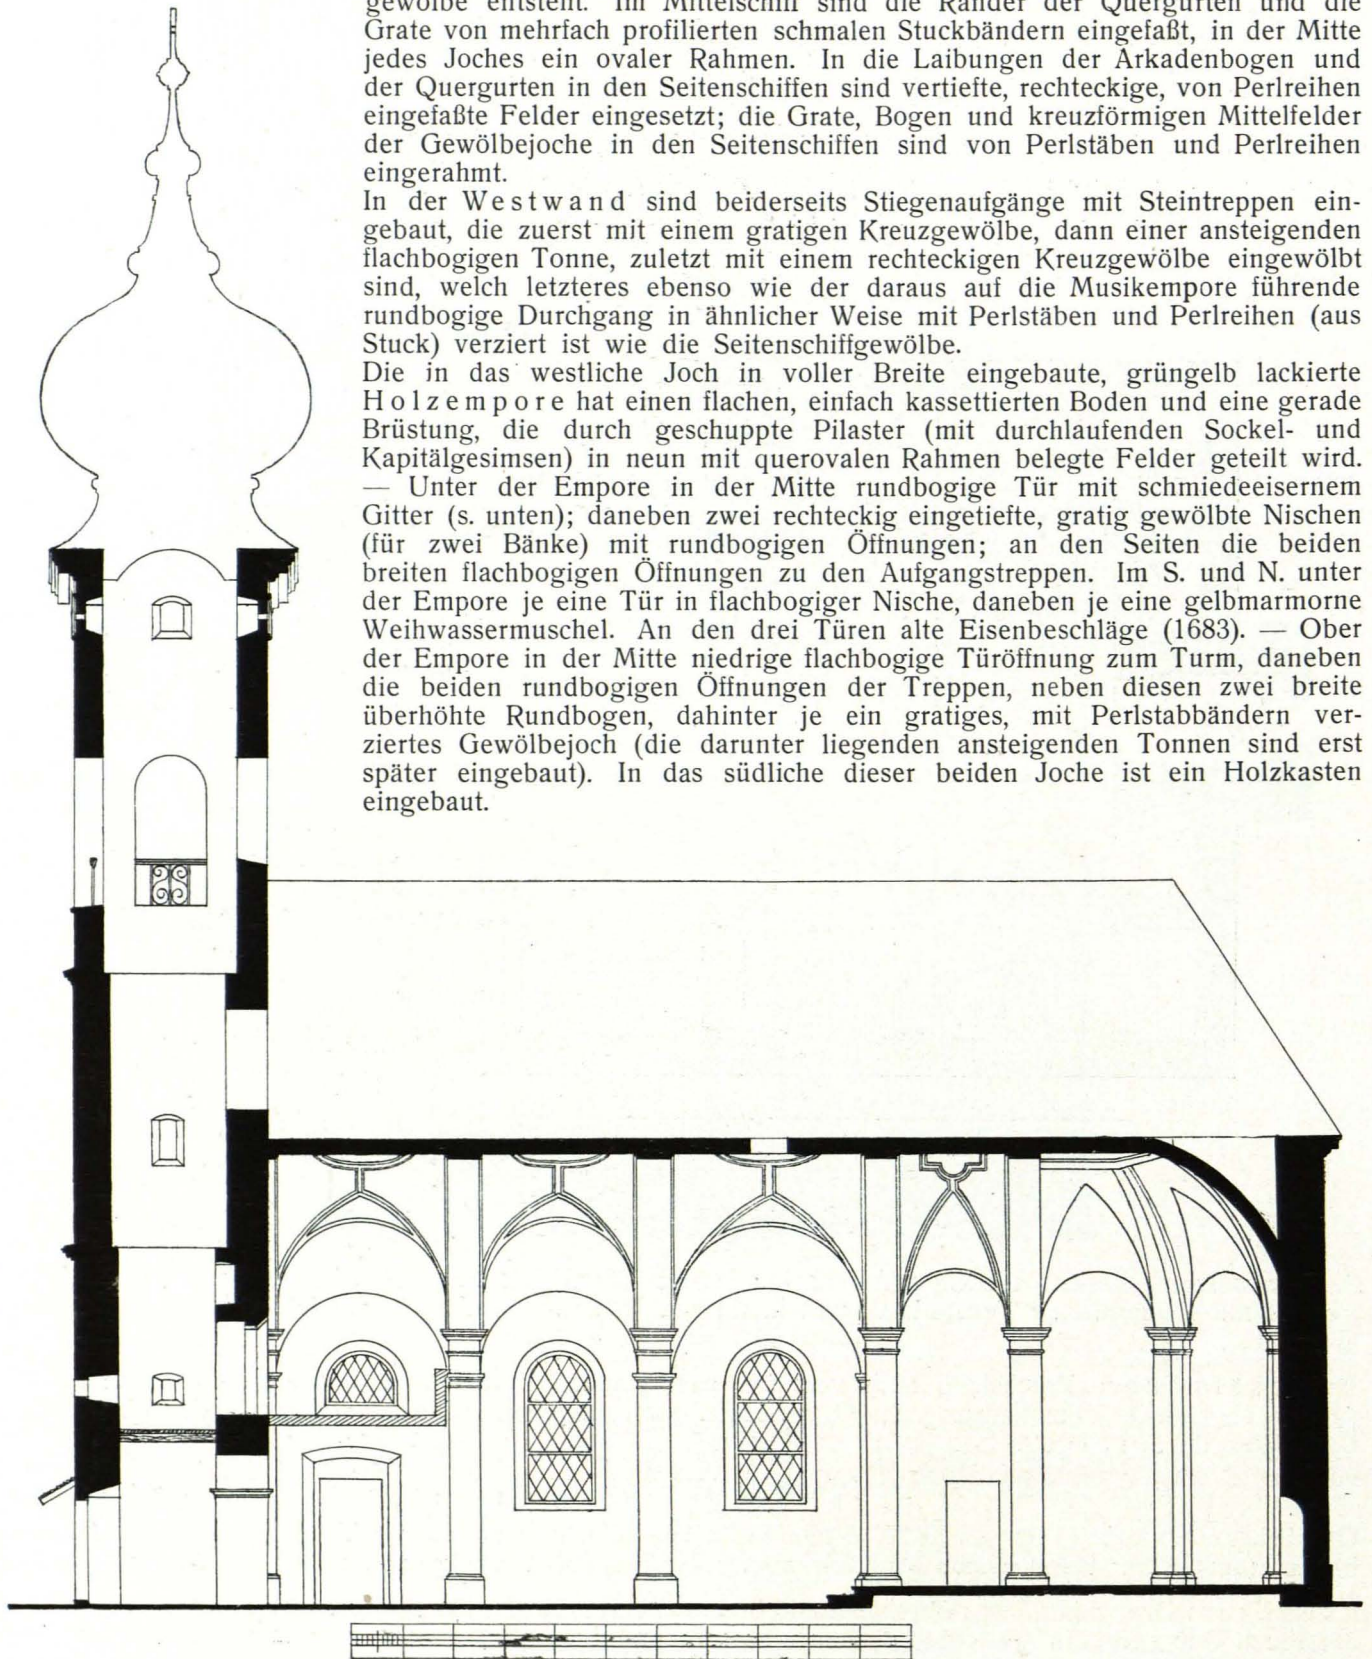 gewölbe entsteht. Im Mittelschiff sind die Ränder der Quergurten und die
Grate von mehrfach profilierten schmalen Stuckbändern eingefaßt, in der Mitte
jedes Joches ein ovaler Rahmen. In die Laibungen der Arkadenbogen und
der Quergurten in den Seitenschiffen sind vertiefte, rechteckige, von Perlreihen
eingefaßte Felder eingesetzt; die Grate, Bogen und kreuzförmigen Mittelfelder
der Gewölbejoche in den Seitenschiffen sind von Perlstäben und Perlreihen
eingerahmt.
In der Westwand sind beiderseits Stiegenaufgänge mit Steintreppen ein-
gebaut, die zuerst mit einem gratigen Kreuzgewölbe, dann einer ansteigenden
flachbogigen Tonne, zuletzt mit einem rechteckigen Kreuzgewölbe eingewölbt
sind, welch letzteres ebenso wie der daraus auf die Musikempore führende
rundbogige Durchgang in ähnlicher Weise mit Perlstäben und Perlreihen (aus
Stuck) verziert ist wie die Seitenschiffgewölbe.
Die in das westliche Joch in voller Breite eingebaute, grüngelb lackierte
Holzempore hat einen flachen, einfach kassettierten Boden und eine gerade
Brüstung, die durch geschuppte Pilaster (mit durchlaufenden Sockel- und
Kapitälgesimsen) in neun mit querovalen Rahmen belegte Felder geteilt wird.
— Unter der Empore in der Mitte rundbogige Tür mit schmiedeeisernem
Gitter (s. unten); daneben zwei rechteckig eingetiefte, gratig gewölbte Nischen
(für zwei Bänke) mit rundbogigen Öffnungen; an den Seiten die beiden
breiten flachbogigen Öffnungen zu den Aufgangstreppen. Im S. und N. unter
der Empore je eine Tür in flachbogiger Nische, daneben je eine gelbmarmorne
Weihwassermuschel. An den drei Türen alte Eisenbeschläge (1683). — Ober
der Empore in der Mitte niedrige flachbogige Türöffnung zum Turm, daneben
die beiden rundbogigen Öffnungen der Treppen, neben diesen zwei breite
überhöhte Rundbogen, dahinter je ein gratiges, mit Perlstabbändern ver-
ziertes Gewölbejoch (die darunter liegenden ansteigenden Tonnen sind erst
später eingebaut). In das südliche dieser beiden Joche ist ein Holzkasten
eingebaut.